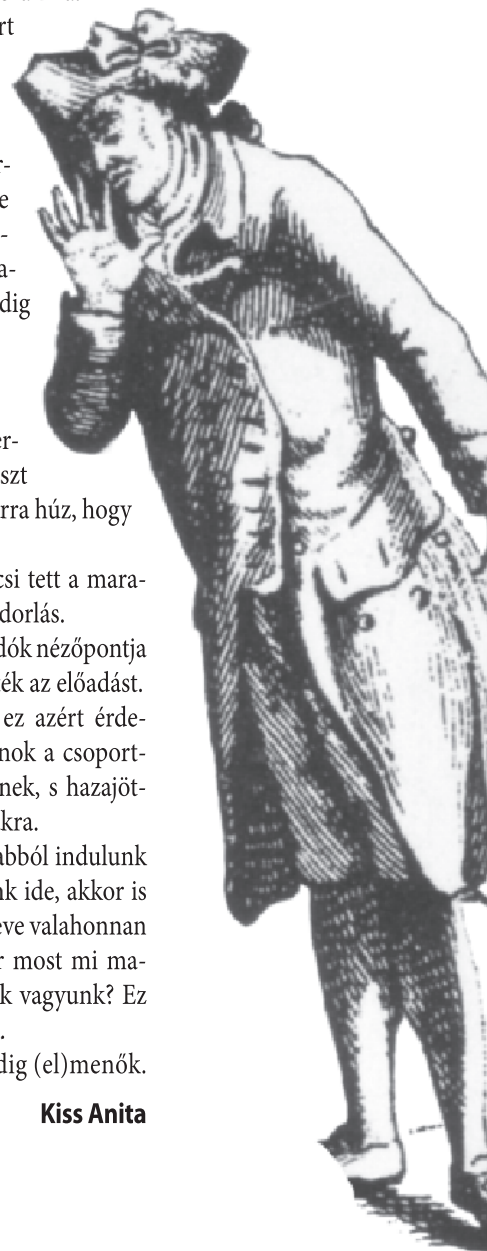 rt
r-
e
-
a-
dig
er-
szt
rra húz, hogy
csi tett a mara-
dorlás.
dók nézőpontja
ék az előadást.
ez azért érde-
nok a csoport-
nek, s hazajöt-
kra.
abból indulunk
nk ide, akkor is
eve valahonnan
r most mi ma-
k vagyunk? Ez
.
dig (el)menők.
Kiss Anita